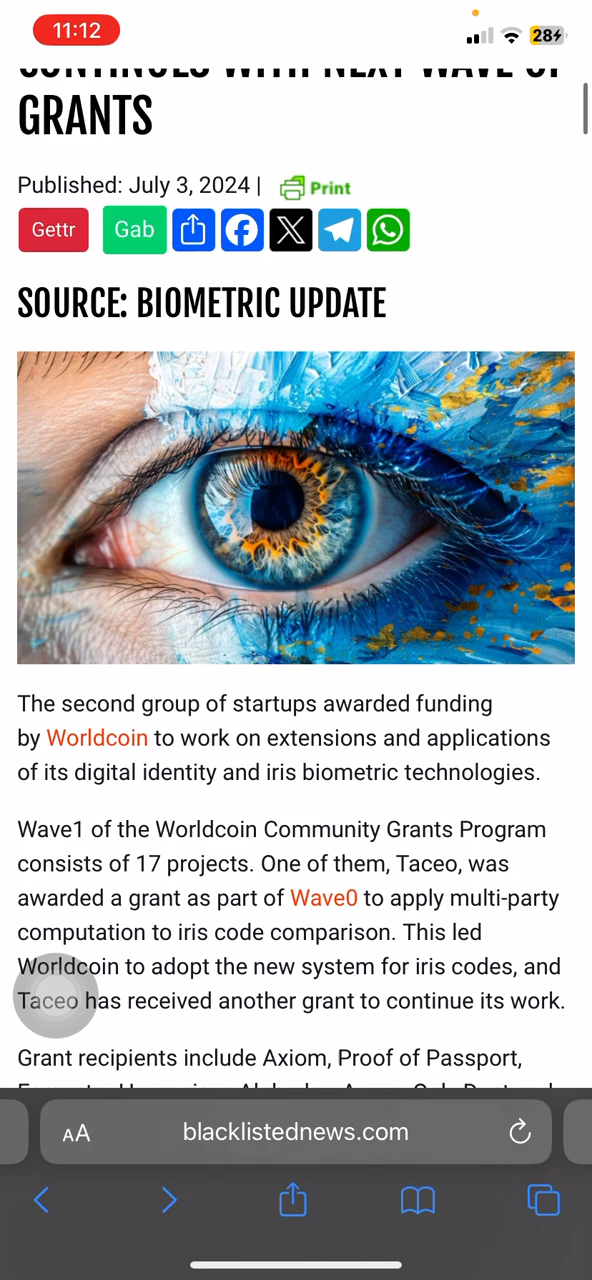 11:12
28
CONTINUES WITH NEXT WAVE OF
GRANTS
Published: July 3, 2024 | Print
Gettr Gab
SOURCE: BIOMETRIC UPDATE
The second group of startups awarded funding
by Worldcoin to work on extensions and applications
of its digital identity and iris biometric technologies.
Wave1 of the Worldcoin Community Grants Program
consists of 17 projects. One of them, Taceo, was
awarded a grant as part of Wave0 to apply multi-party
computation to iris code comparison. This led
Worldcoin to adopt the new system for iris codes, and
Taceo has received another grant to continue its work.
Grant recipients include Axiom, Proof of Passport,
AA blacklistednews.com